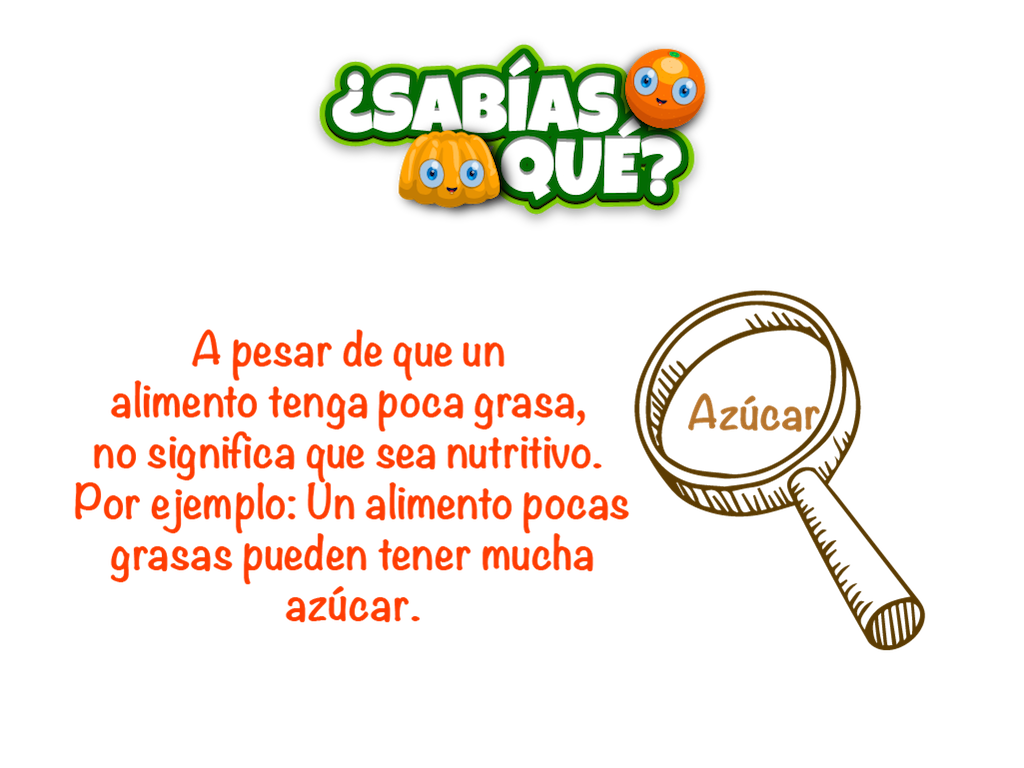 ¿SABÍAS
QUÉ?
A pesar de que un
alimento tenga poca grasa,
no significa que sea nutritivo.
Por ejemplo: Un alimento pocas
grasas pueden tener mucha
azúcar.
Azúcar